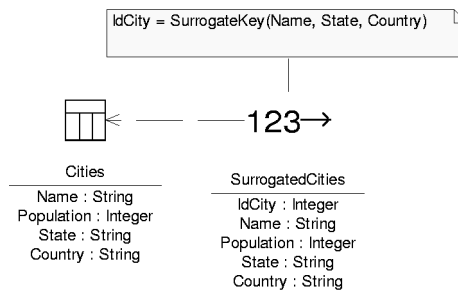 IdCity = SurrogateKey(Name, State, Country)
123→
Cities
Name : String
Population : Integer
State : String
Country : String
SurrogatedCities
IdCity : Integer
Name : String
Population : Integer
State : String
Country : String